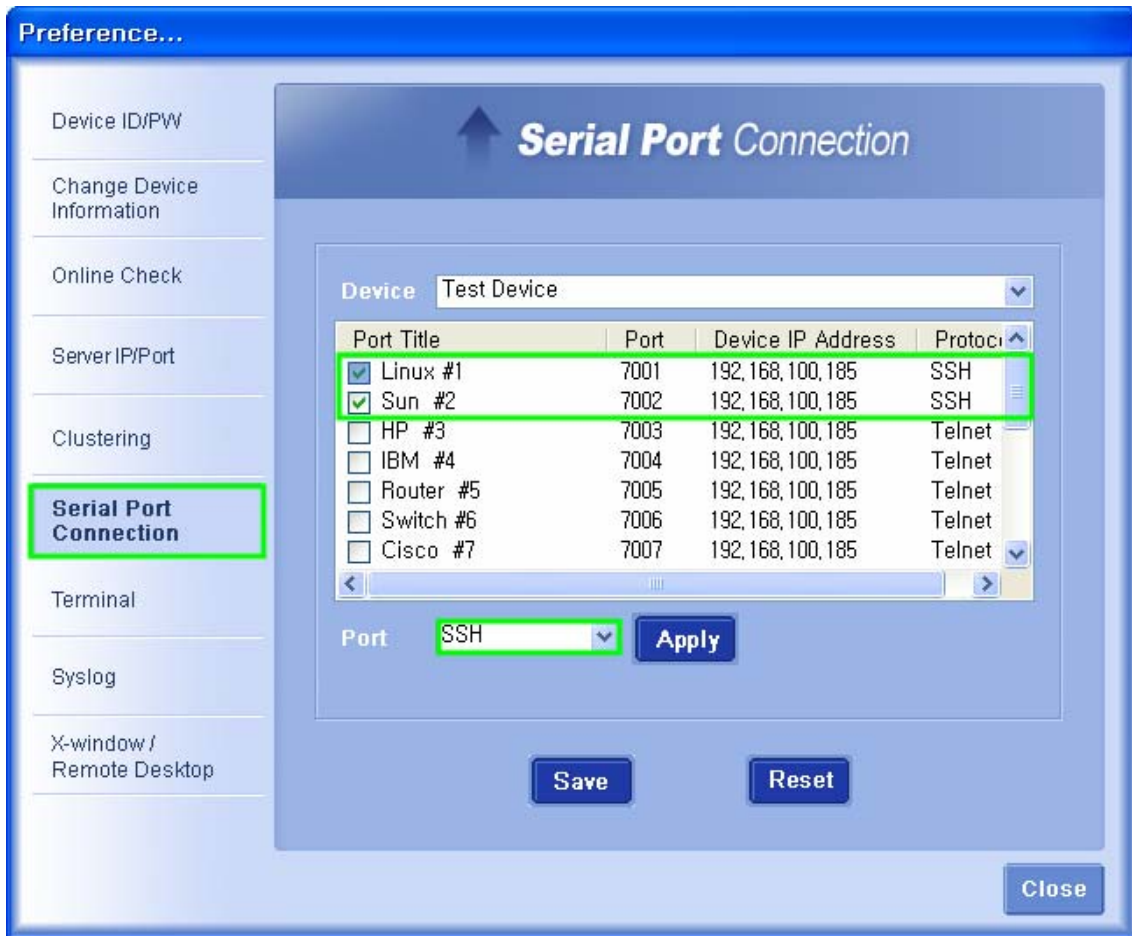 Preference...
Device ID/PW
Change Device
Information
Online Check
Server IP/Port
Clustering
Serial Port
Connection
Terminal
Syslog
X-window /
Remote Desktop
Serial Port Connection
Device Test Device
Port Title Port Device IP Address Protoc
Linux #1 7001 192,168,100,185 SSH
Sun #2 7002 192,168,100,185 SSH
HP #3 7003 192,168,100,185 Telnet
IBM #4 7004 192,168,100,185 Telnet
Router #5 7005 192,168,100,185 Telnet
Switch #6 7006 192,168,100,185 Telnet
Cisco #7 7007 192,168,100,185 Telnet
Port SSH Apply
Save Reset
Close